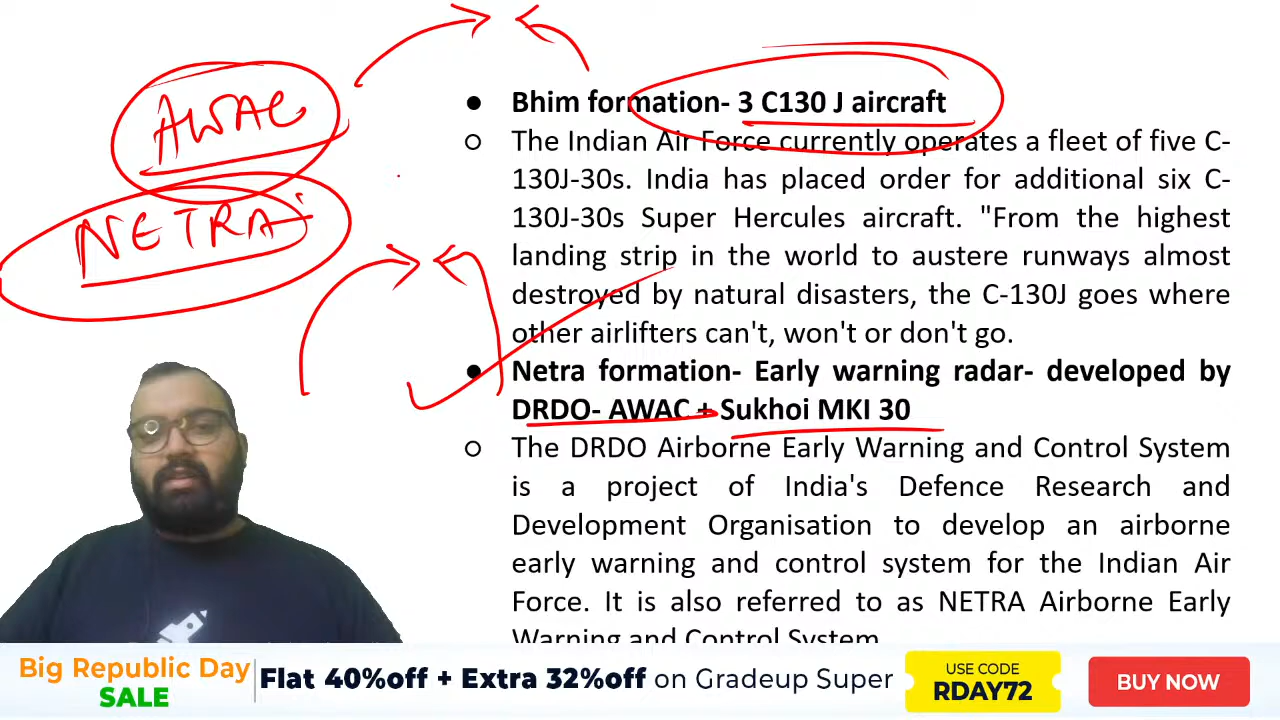 AWAC
NETRA
● Bhim formation- 3 C130 J aircraft
○ The Indian Air Force currently operates a fleet of five C-
130J-30s. India has placed order for additional six C-
130J-30s Super Hercules aircraft. "From the highest
landing strip in the world to austere runways almost
destroyed by natural disasters, the C-130J goes where
other airlifters can't, won't or don't go.
● Netra formation- Early warning radar- developed by
DRDO- AWAC + Sukhoi MKI 30
○ The DRDO Airborne Early Warning and Control System
is a project of India's Defence Research and
Development Organisation to develop an airborne
early warning and control system for the Indian Air
Force. It is also referred to as NETRA Airborne Early
Warning and Control System
Big Republic Day
SALE
Flat 40%off + Extra 32%off on Gradeup Super
USE CODE
RDAY72
BUY NOW